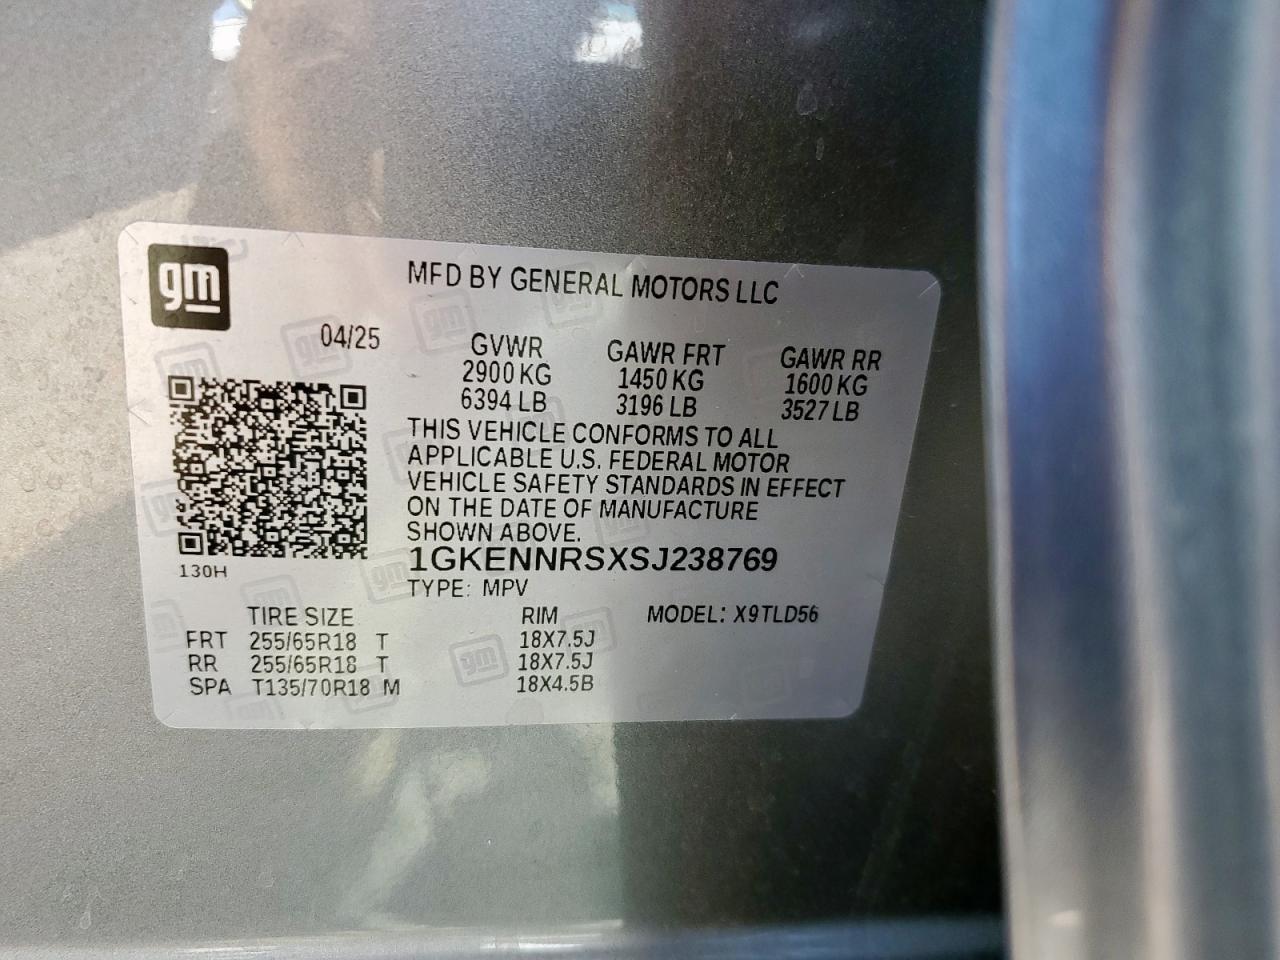 gm
MFD BY GENERAL MOTORS LLC
04/25
GVWR GAWR FRT GAWR RR
2900 KG 1450 KG 1600 KG
6394 LB 3196 LB 3527 LB
THIS VEHICLE CONFORMS TO ALL
APPLICABLE U.S. FEDERAL MOTOR
VEHICLE SAFETY STANDARDS IN EFFECT
ON THE DATE OF MANUFACTURE
SHOWN ABOVE.
1GKENNRSXSJ238769
130H
TYPE: MPV
TIRE SIZE RIM MODEL: X9TLD56
FRT 255/65R18 T 18X7.5J
RR 255/65R18 T 18X7.5J
SPA T135/70R18 M 18X4.5B